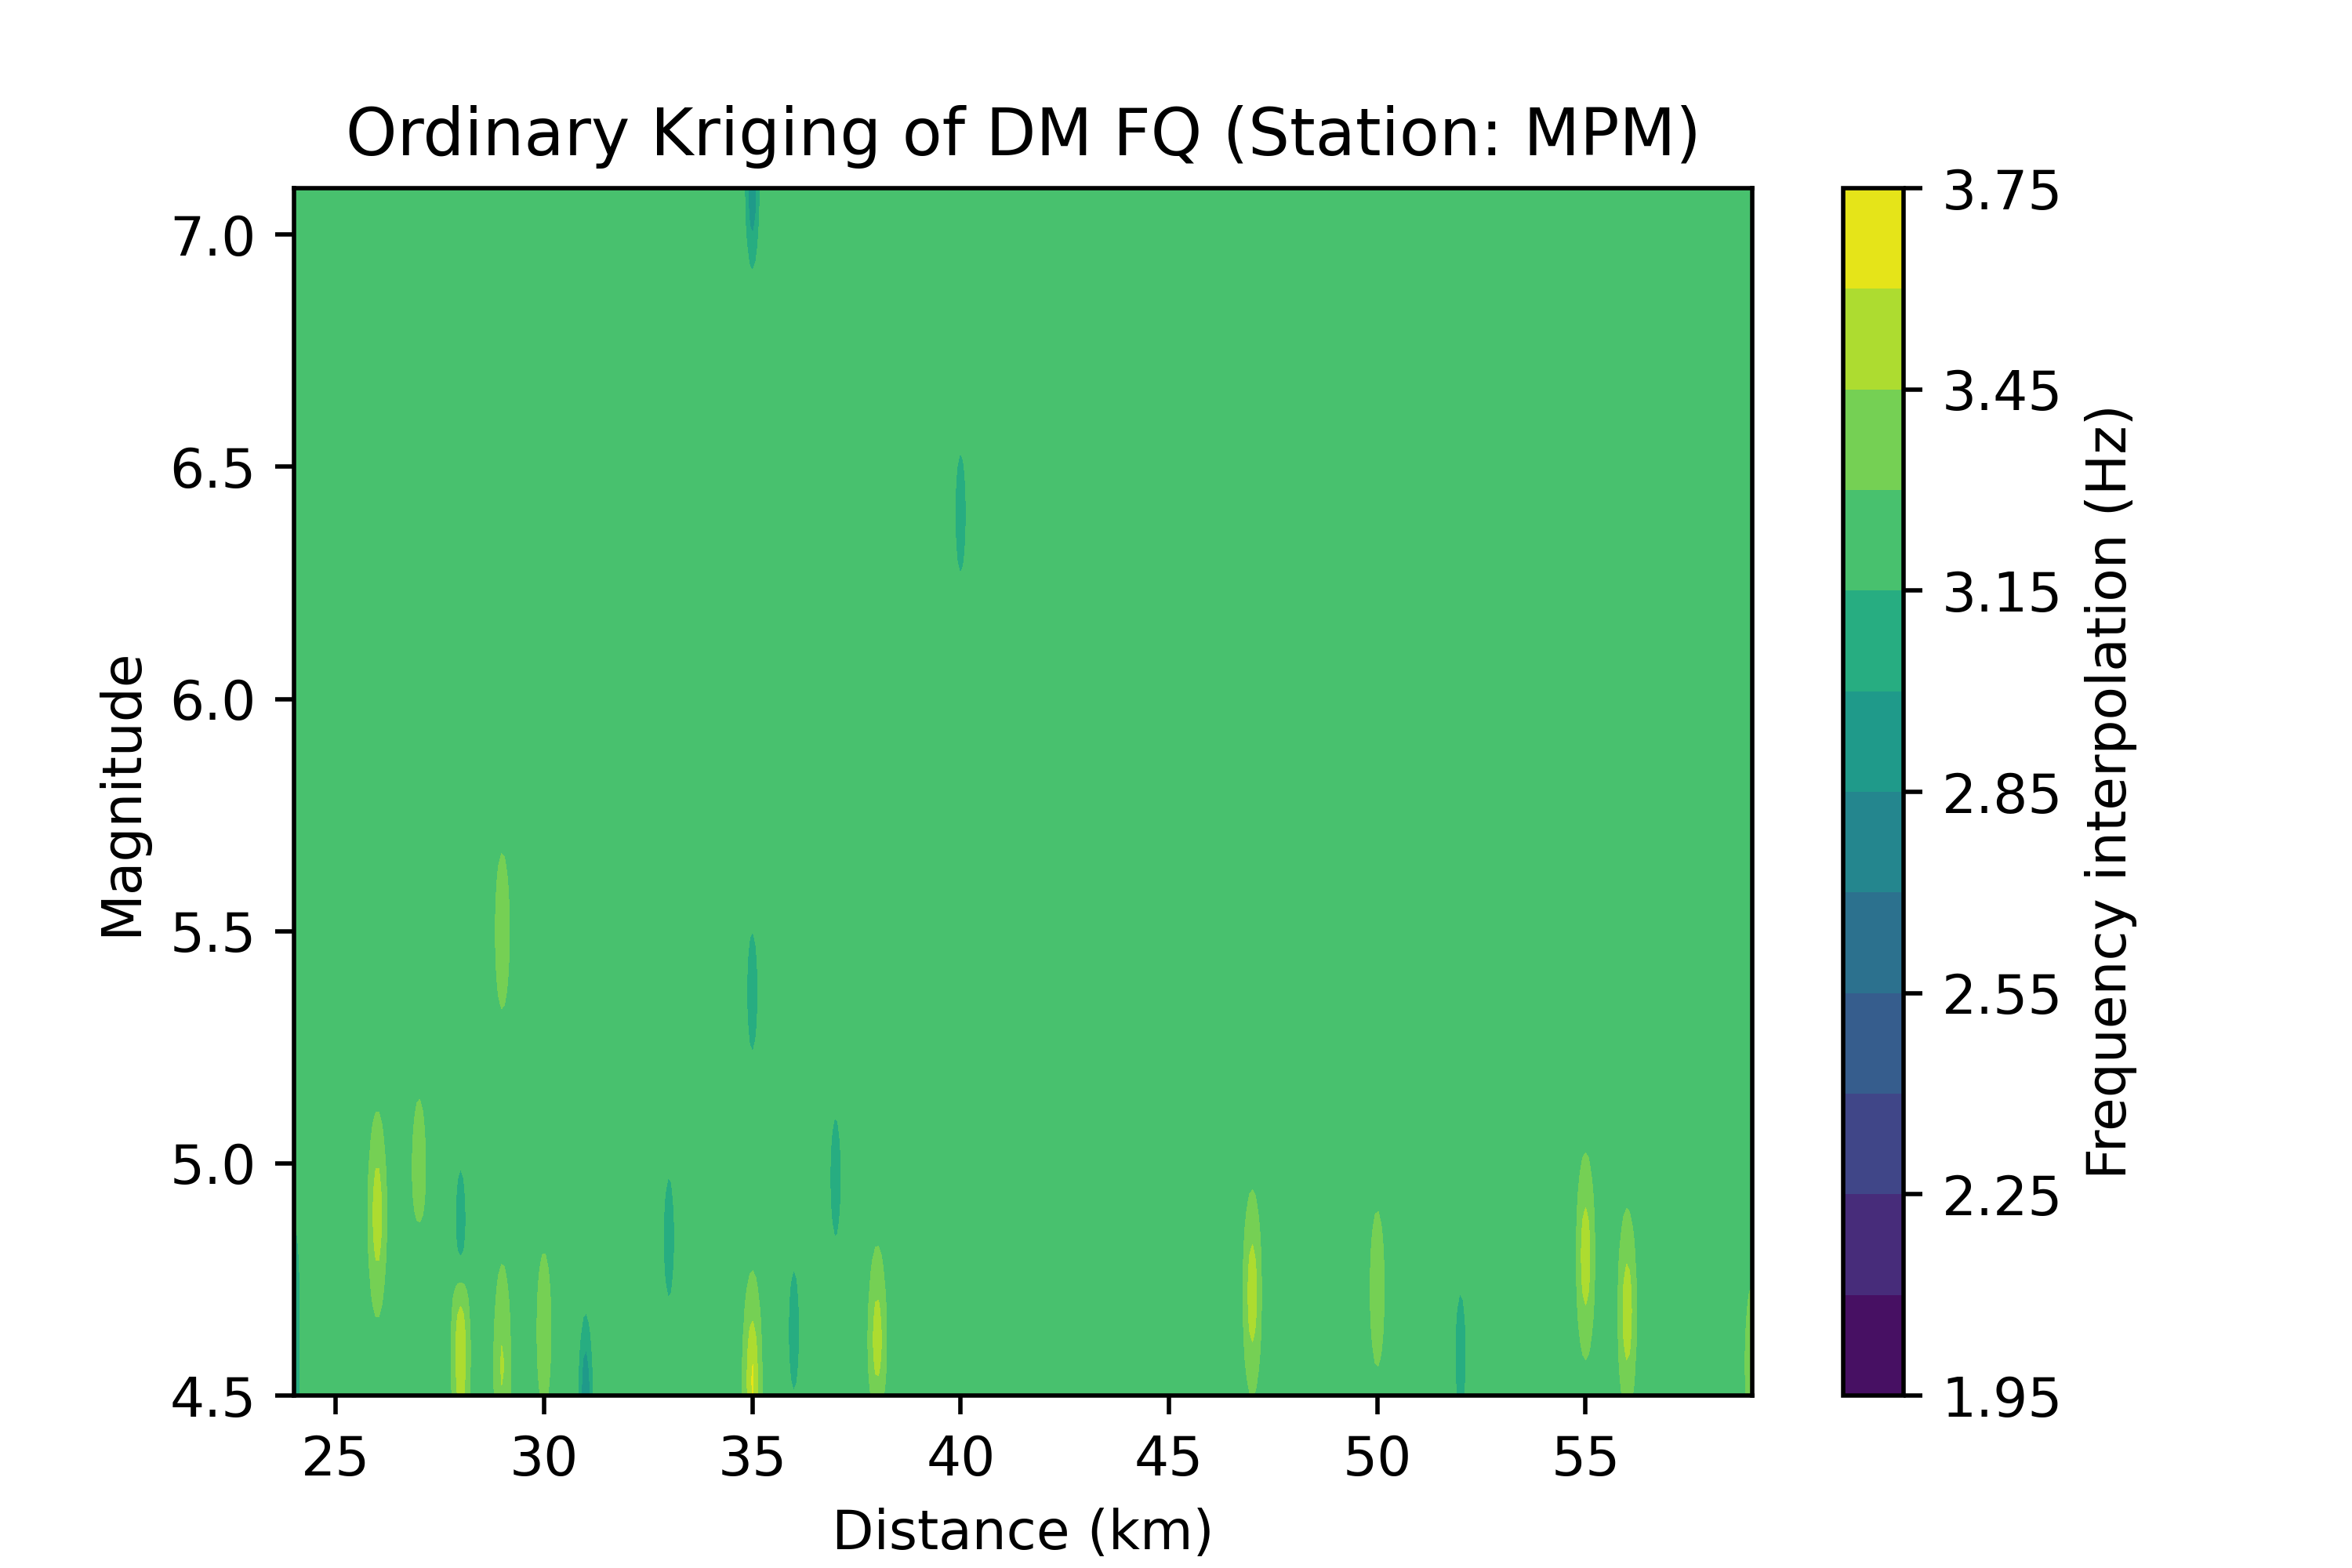 Ordinary Kriging of DM FQ (Station: MPM)
7.0
6.5
6.0
5.5
5.0
4.5
Magnitude
25 30 35 40 45 50 55
Distance (km)
3.75
3.45
3.15
2.85
2.55
2.25
1.95
Frequency interpolation (Hz)